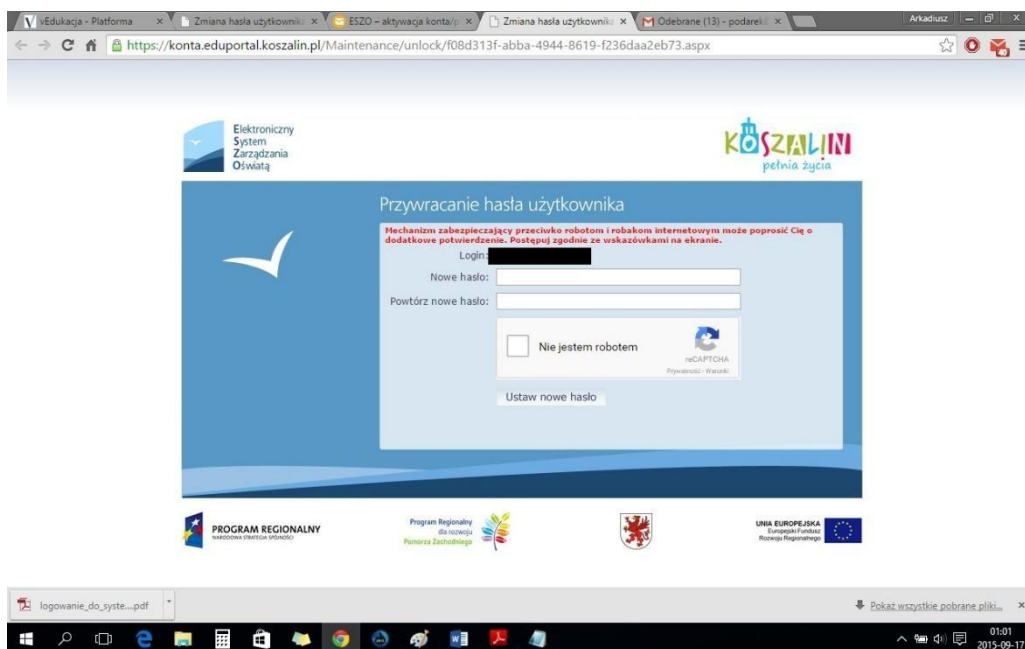 vEdukacja - Platforma
Zmiana hasła użytkownik
ESZO – aktywacja konta/p
Zmiana hasła użytkownik
Odebrane (13) - podarek
Arkadiusz
https://konta.eduportal.koszalin.pl/Maintenance/unlock/f08d313f-abba-4944-8619-f236daa2eb73.aspx
Elektroniczny
System
Zarządzania
Oświatą
KOSZALIN
pełnia życia
Przywracanie hasła użytkownika
Mechanizm zabezpieczający przeciwko robotom i robakom internetowym może poprosić Cię o
dodatkowe potwierdzenie. Postępuj zgodnie ze wskazówkami na ekranie.
Login:
Nowe hasło:
Powtórz nowe hasło:
Nie jestem robotem
reCAPTCHA
Prywatność - Warunki
Ustaw nowe hasło
PROGRAM REGIONALNY
NARODOWA STRATEGIA SPÓJNOŚCI
Program Regionalny
dla rozwoju
Pomorza Zachodniego
UNIA EUROPEJSKA
Europejski Fundusz
Rozwoju Regionalnego
logowanie_do_syste....pdf
Pokaż wszystkie pobrane pliki...
01:01
2015-09-17